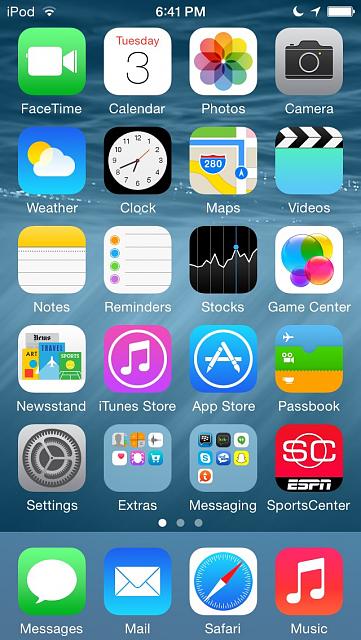 iPod 6:41 PM
Tuesday
3
280
FaceTime Calendar Photos Camera
Weather Clock Maps Videos
Notes Reminders Stocks Game Center
News
TRAVEL
ART
SPORTS
Newsstand iTunes Store App Store Passbook
SC
ESPN
Settings Extras Messaging SportsCenter
Messages Mail Safari Music